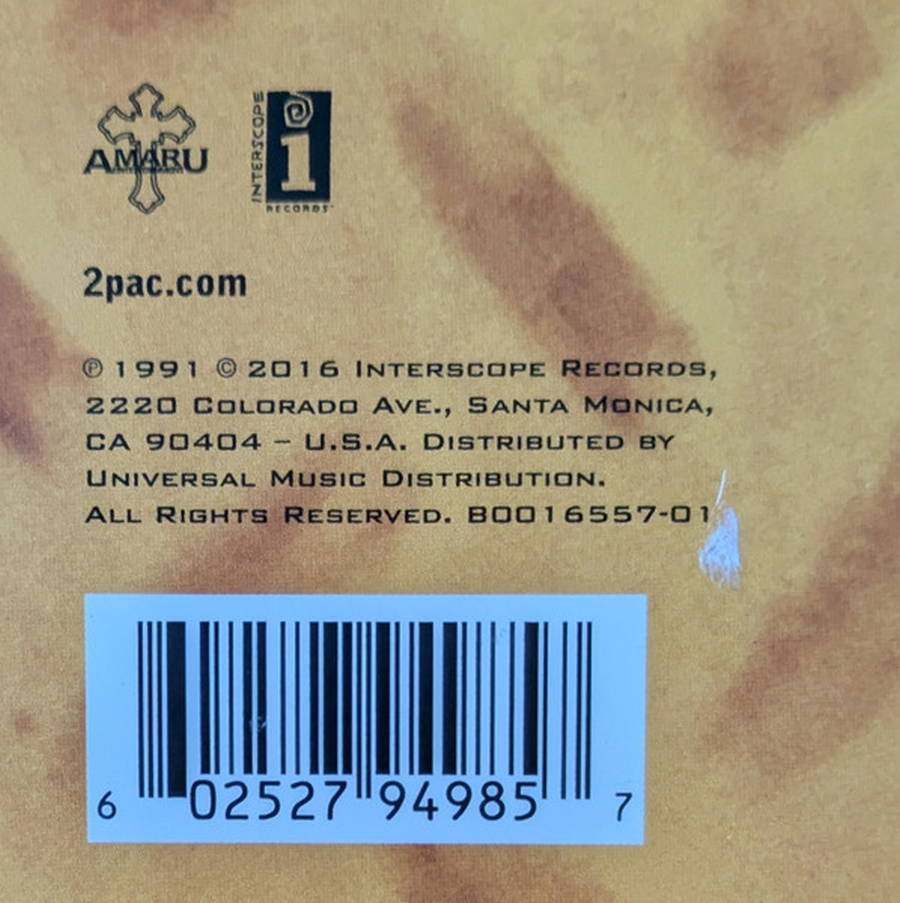 AMARU
INTERSCOPE
RECORDS
2pac.com
℗ 1991 © 2016 INTERSCOPE RECORDS,
2220 COLORADO AVE., SANTA MONICA,
CA 90404 – U.S.A. DISTRIBUTED BY
UNIVERSAL MUSIC DISTRIBUTION.
ALL RIGHTS RESERVED. B0016557-01
6 02527 94985 7